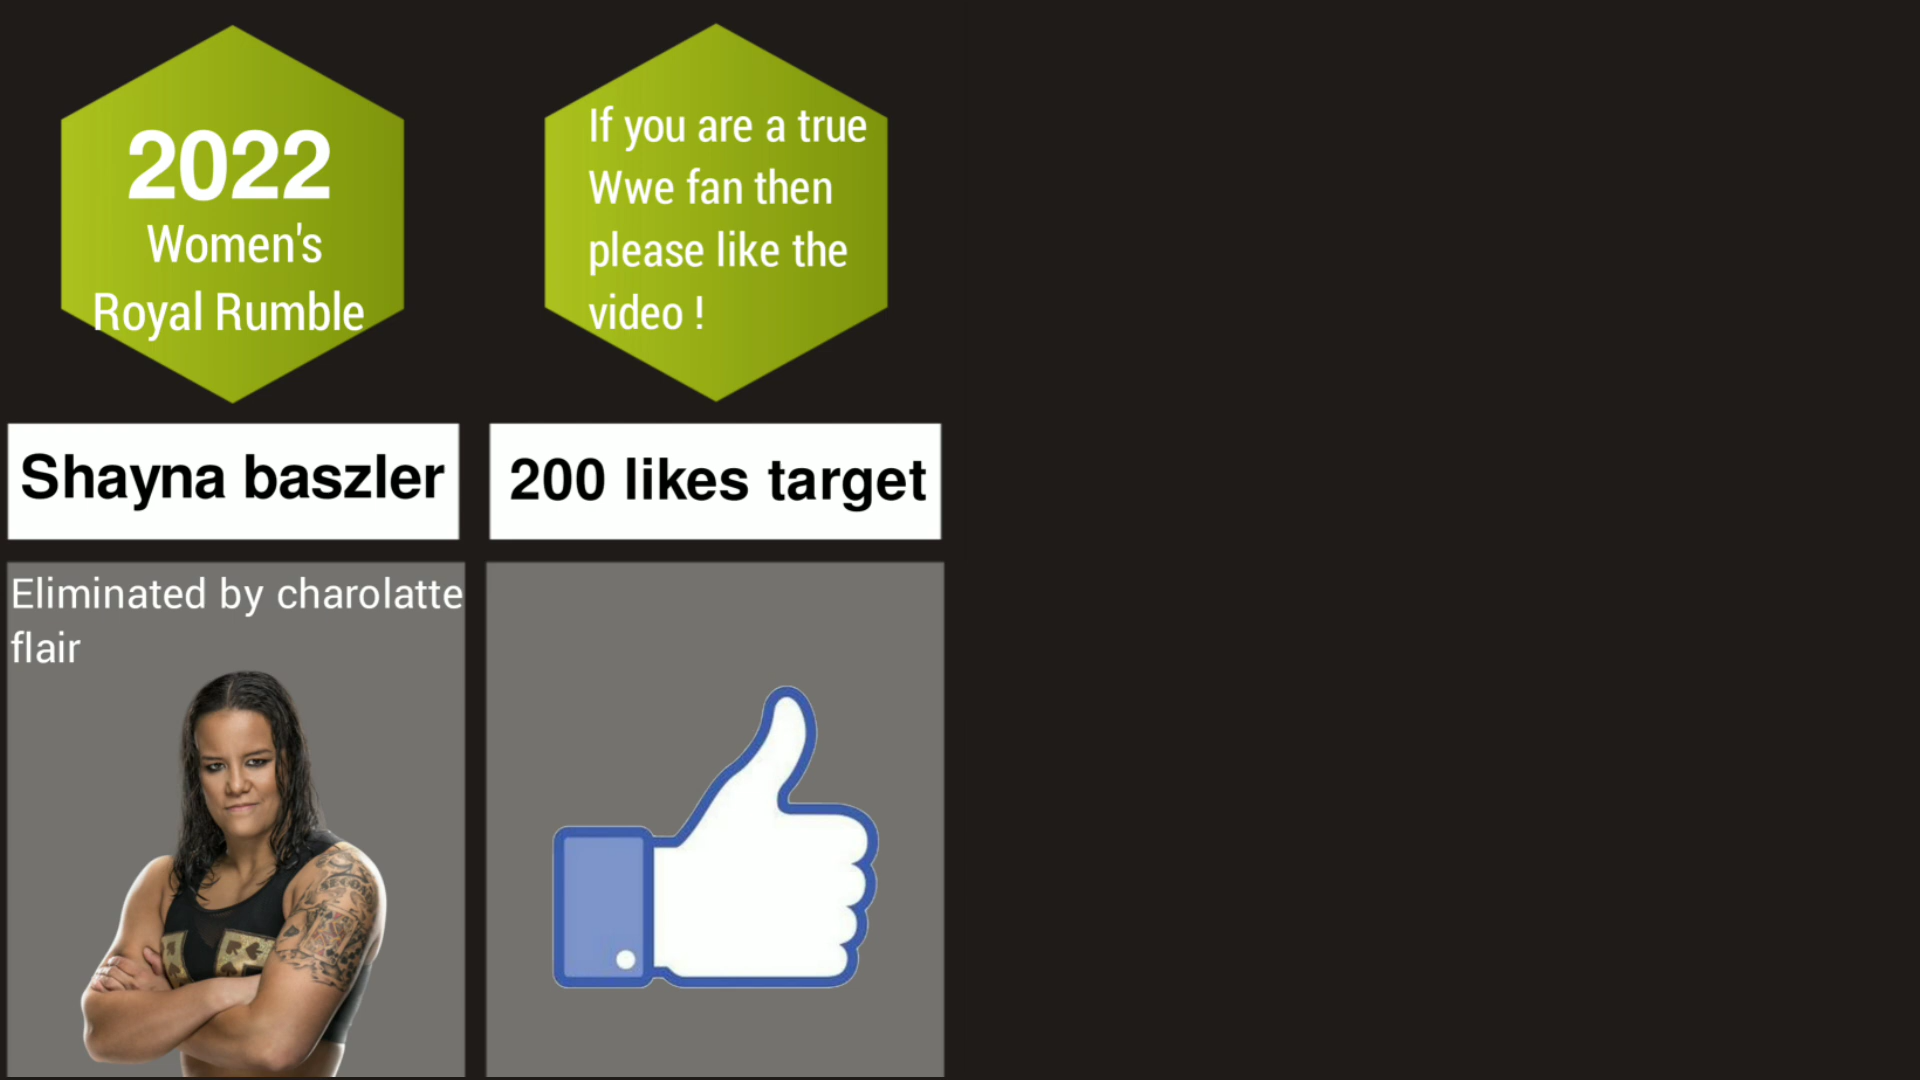 2022
Women's
Royal Rumble
Shayna baszler
Eliminated by charolatte
flair
If you are a true
Wwe fan then
please like the
video !
200 likes target